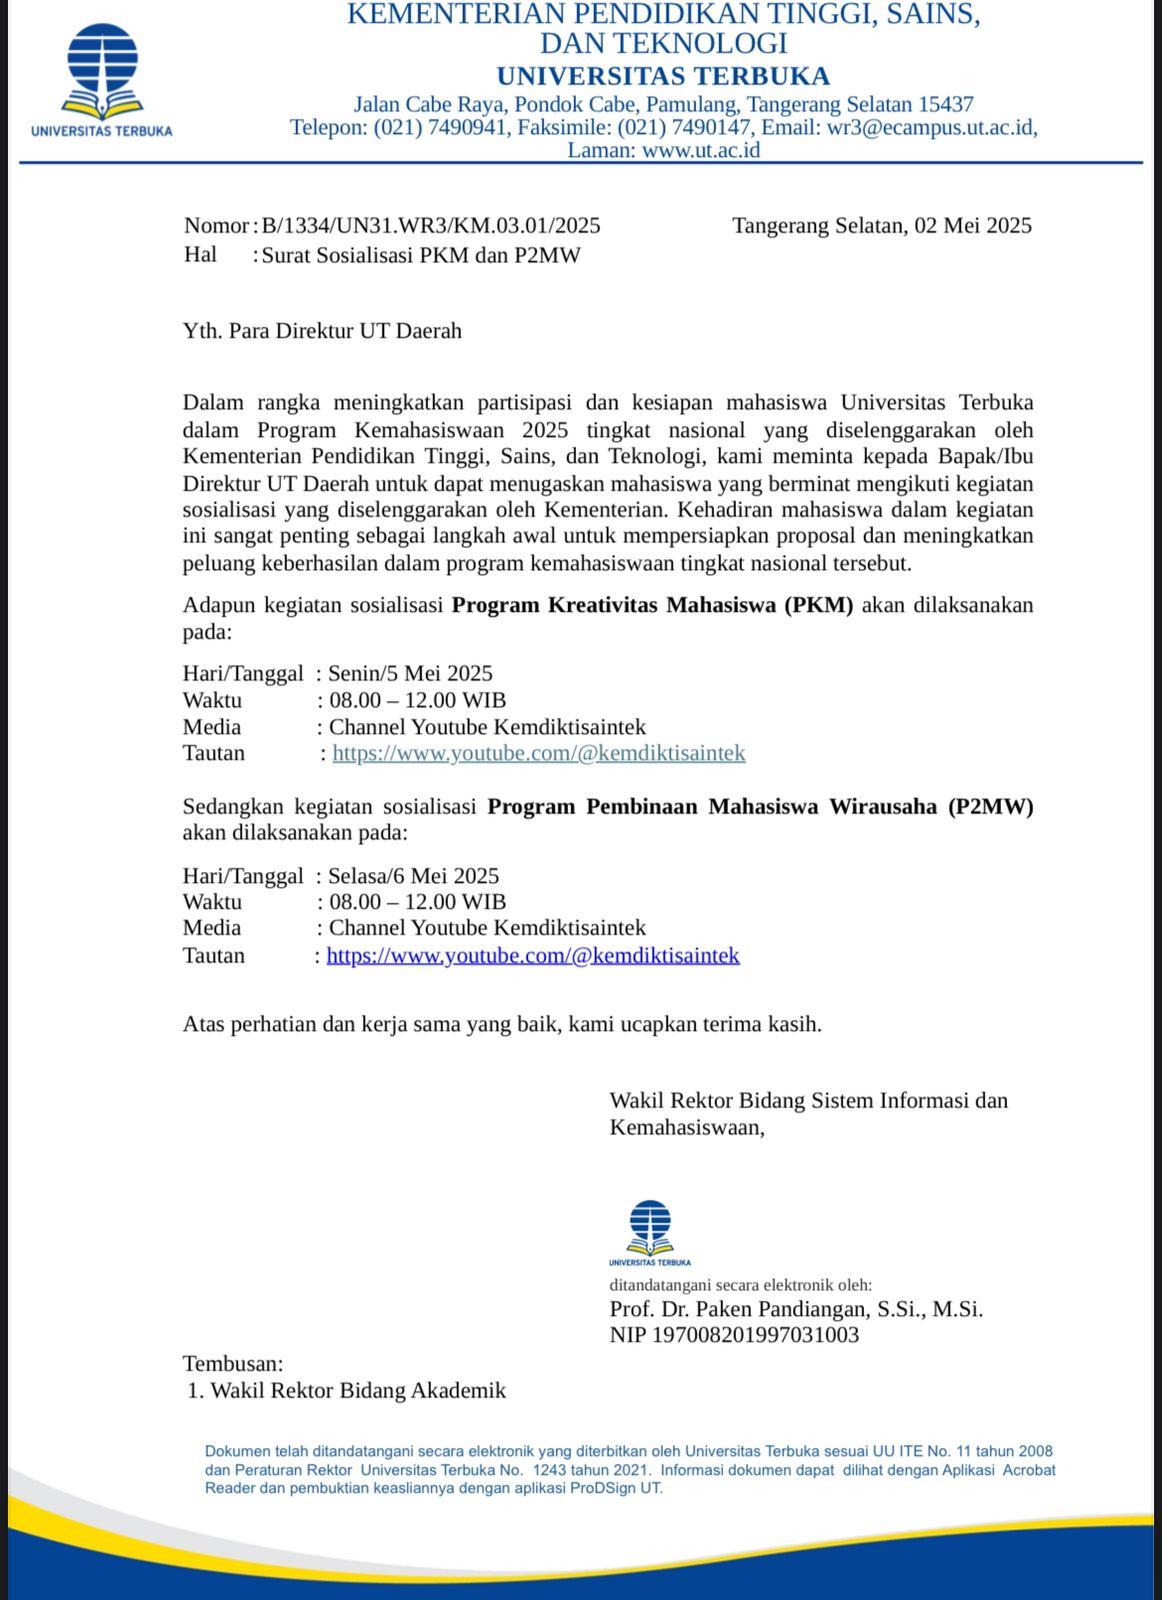 KEMENTERIAN PENDIDIKAN TINGGI, SAINS,
DAN TEKNOLOGI
UNIVERSITAS TERBUKA
Jalan Cabe Raya, Pondok Cabe, Pamulang, Tangerang Selatan 15437
Telepon: (021) 7490941, Faksimile: (021) 7490147, Email: wr3@ecampus.ut.ac.id,
Laman: www.ut.ac.id
UNIVERSITAS TERBUKA
Nomor : B/1334/UN31.WR3/KM.03.01/2025 Tangerang Selatan, 02 Mei 2025
Hal : Surat Sosialisasi PKM dan P2MW
Yth. Para Direktur UT Daerah
Dalam rangka meningkatkan partisipasi dan kesiapan mahasiswa Universitas Terbuka
dalam Program Kemahasiswaan 2025 tingkat nasional yang diselenggarakan oleh
Kementerian Pendidikan Tinggi, Sains, dan Teknologi, kami meminta kepada Bapak/Ibu
Direktur UT Daerah untuk dapat menugaskan mahasiswa yang berminat mengikuti kegiatan
sosialisasi yang diselenggarakan oleh Kementerian. Kehadiran mahasiswa dalam kegiatan
ini sangat penting sebagai langkah awal untuk mempersiapkan proposal dan meningkatkan
peluang keberhasilan dalam program kemahasiswaan tingkat nasional tersebut.
Adapun kegiatan sosialisasi Program Kreativitas Mahasiswa (PKM) akan dilaksanakan
pada:
Hari/Tanggal : Senin/5 Mei 2025
Waktu : 08.00 – 12.00 WIB
Media : Channel Youtube Kemdiktisaintek
Tautan : https://www.youtube.com/@kemdiktisaintek
Sedangkan kegiatan sosialisasi Program Pembinaan Mahasiswa Wirausaha (P2MW)
akan dilaksanakan pada:
Hari/Tanggal : Selasa/6 Mei 2025
Waktu : 08.00 – 12.00 WIB
Media : Channel Youtube Kemdiktisaintek
Tautan : https://www.youtube.com/@kemdiktisaintek
Atas perhatian dan kerja sama yang baik, kami ucapkan terima kasih.
Wakil Rektor Bidang Sistem Informasi dan
Kemahasiswaan,
UNIVERSITAS TERBUKA
ditandatangani secara elektronik oleh:
Prof. Dr. Paken Pandiangan, S.Si., M.Si.
NIP 197008201997031003
Tembusan:
1. Wakil Rektor Bidang Akademik
Dokumen telah ditandatangani secara elektronik yang diterbitkan oleh Universitas Terbuka sesuai UU ITE No. 11 tahun 2008
dan Peraturan Rektor Universitas Terbuka No. 1243 tahun 2021. Informasi dokumen dapat dilihat dengan Aplikasi Acrobat
Reader dan pembuktian keasliannya dengan aplikasi ProDSign UT.